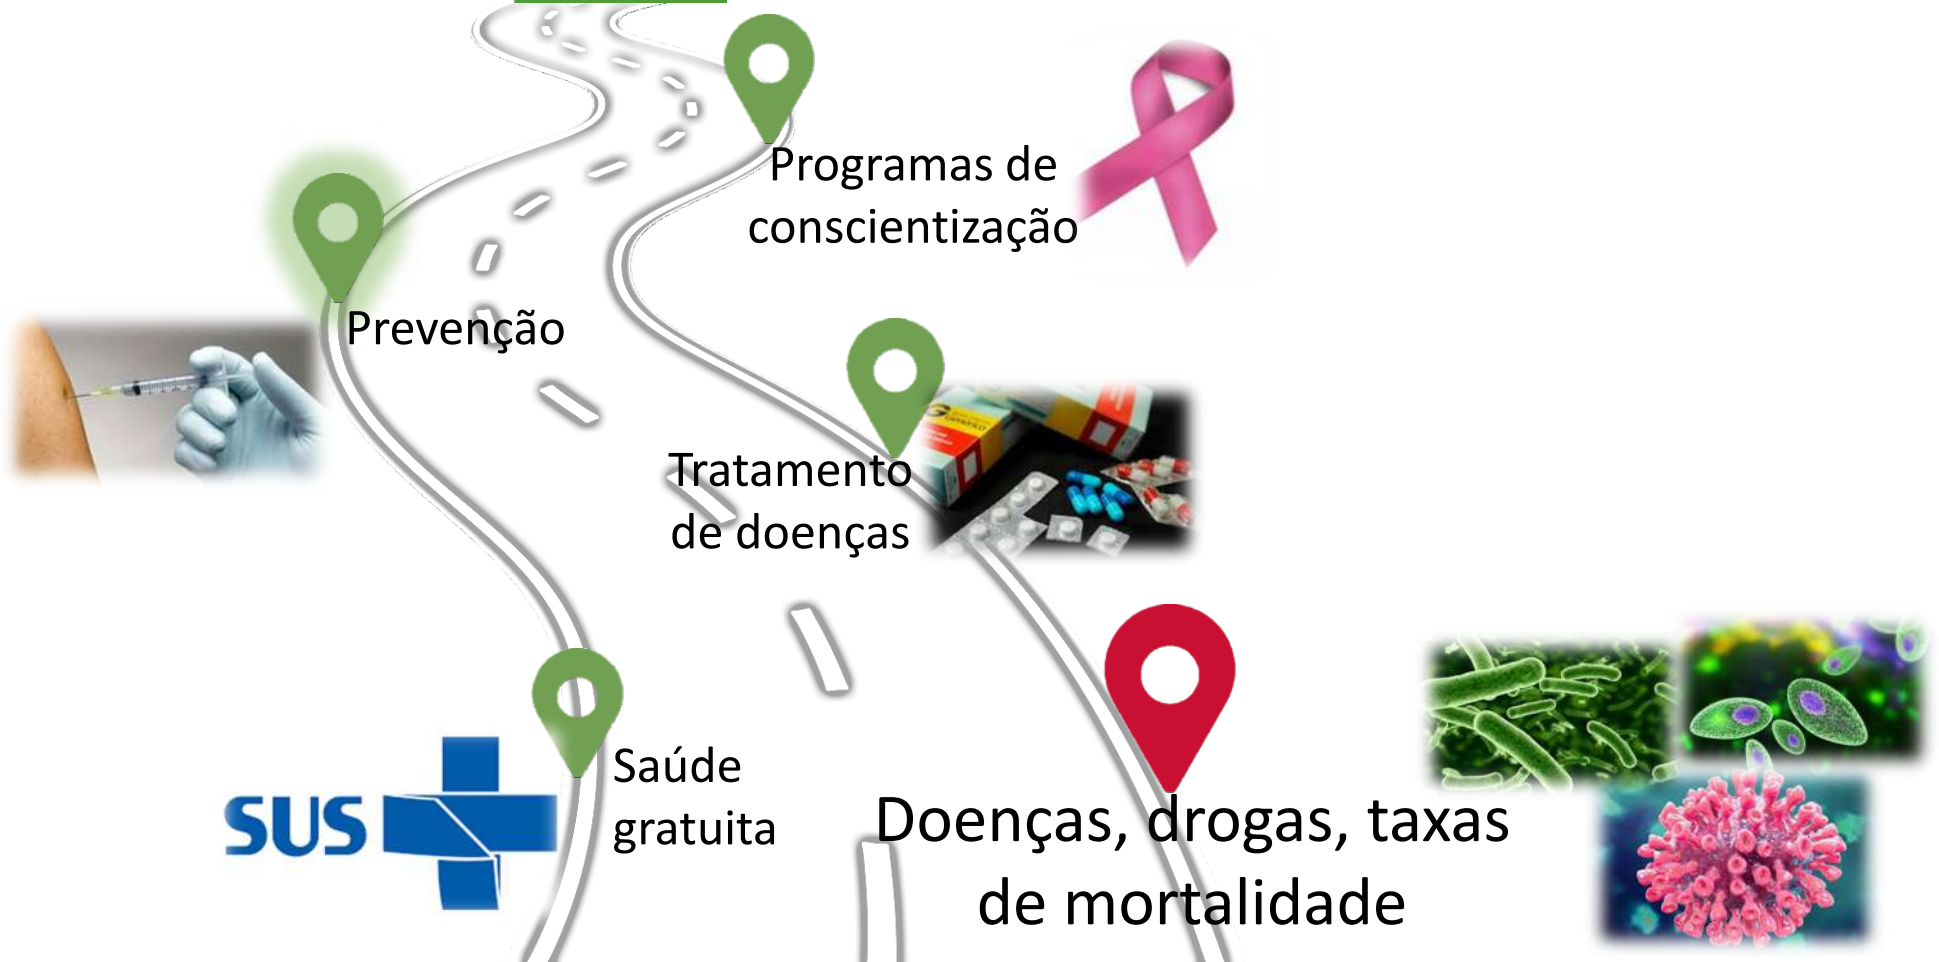 Programas de
conscientização
Prevenção
Tratamento
de doenças
G
Saúde
gratuita
SUS
Doenças, drogas, taxas
de mortalidade